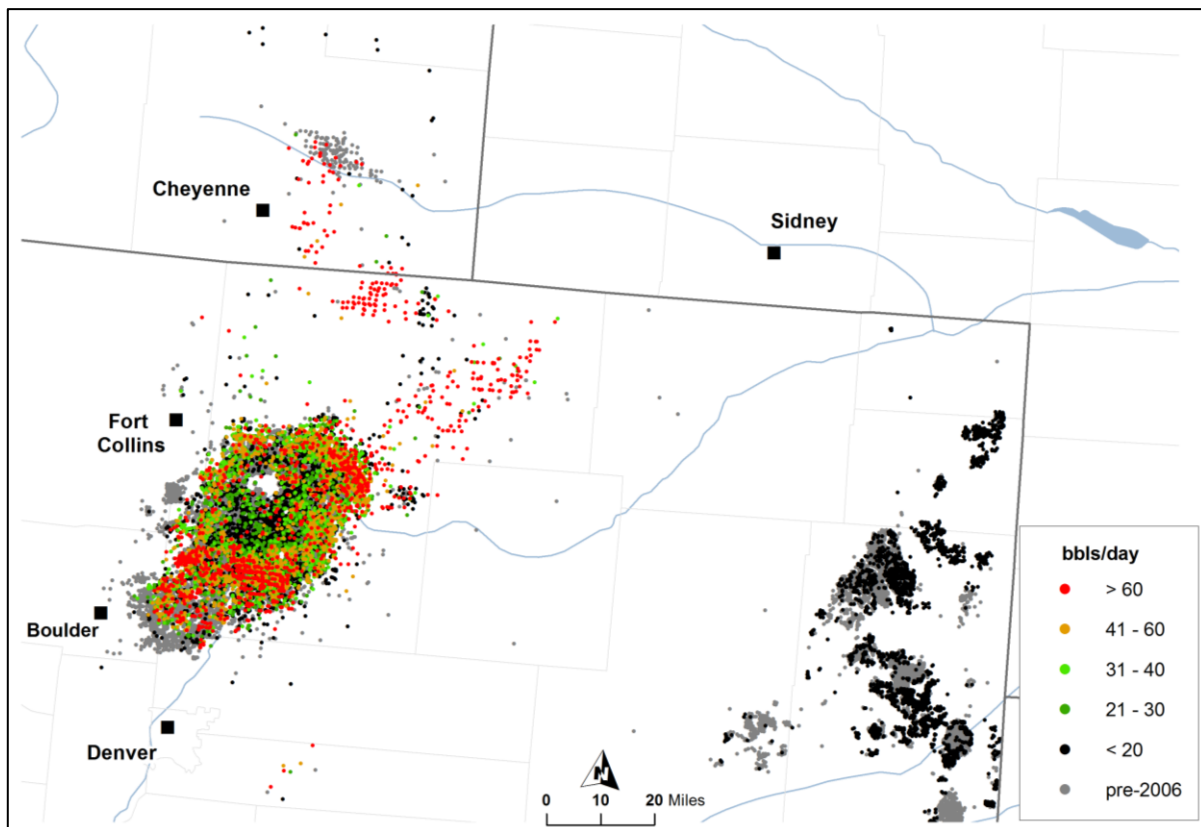 Cheyenne
Sidney
Fort
Collins
Boulder
Denver
N
0 10 20 Miles
bbls/day
> 60
41 - 60
31 - 40
21 - 30
< 20
pre-2006